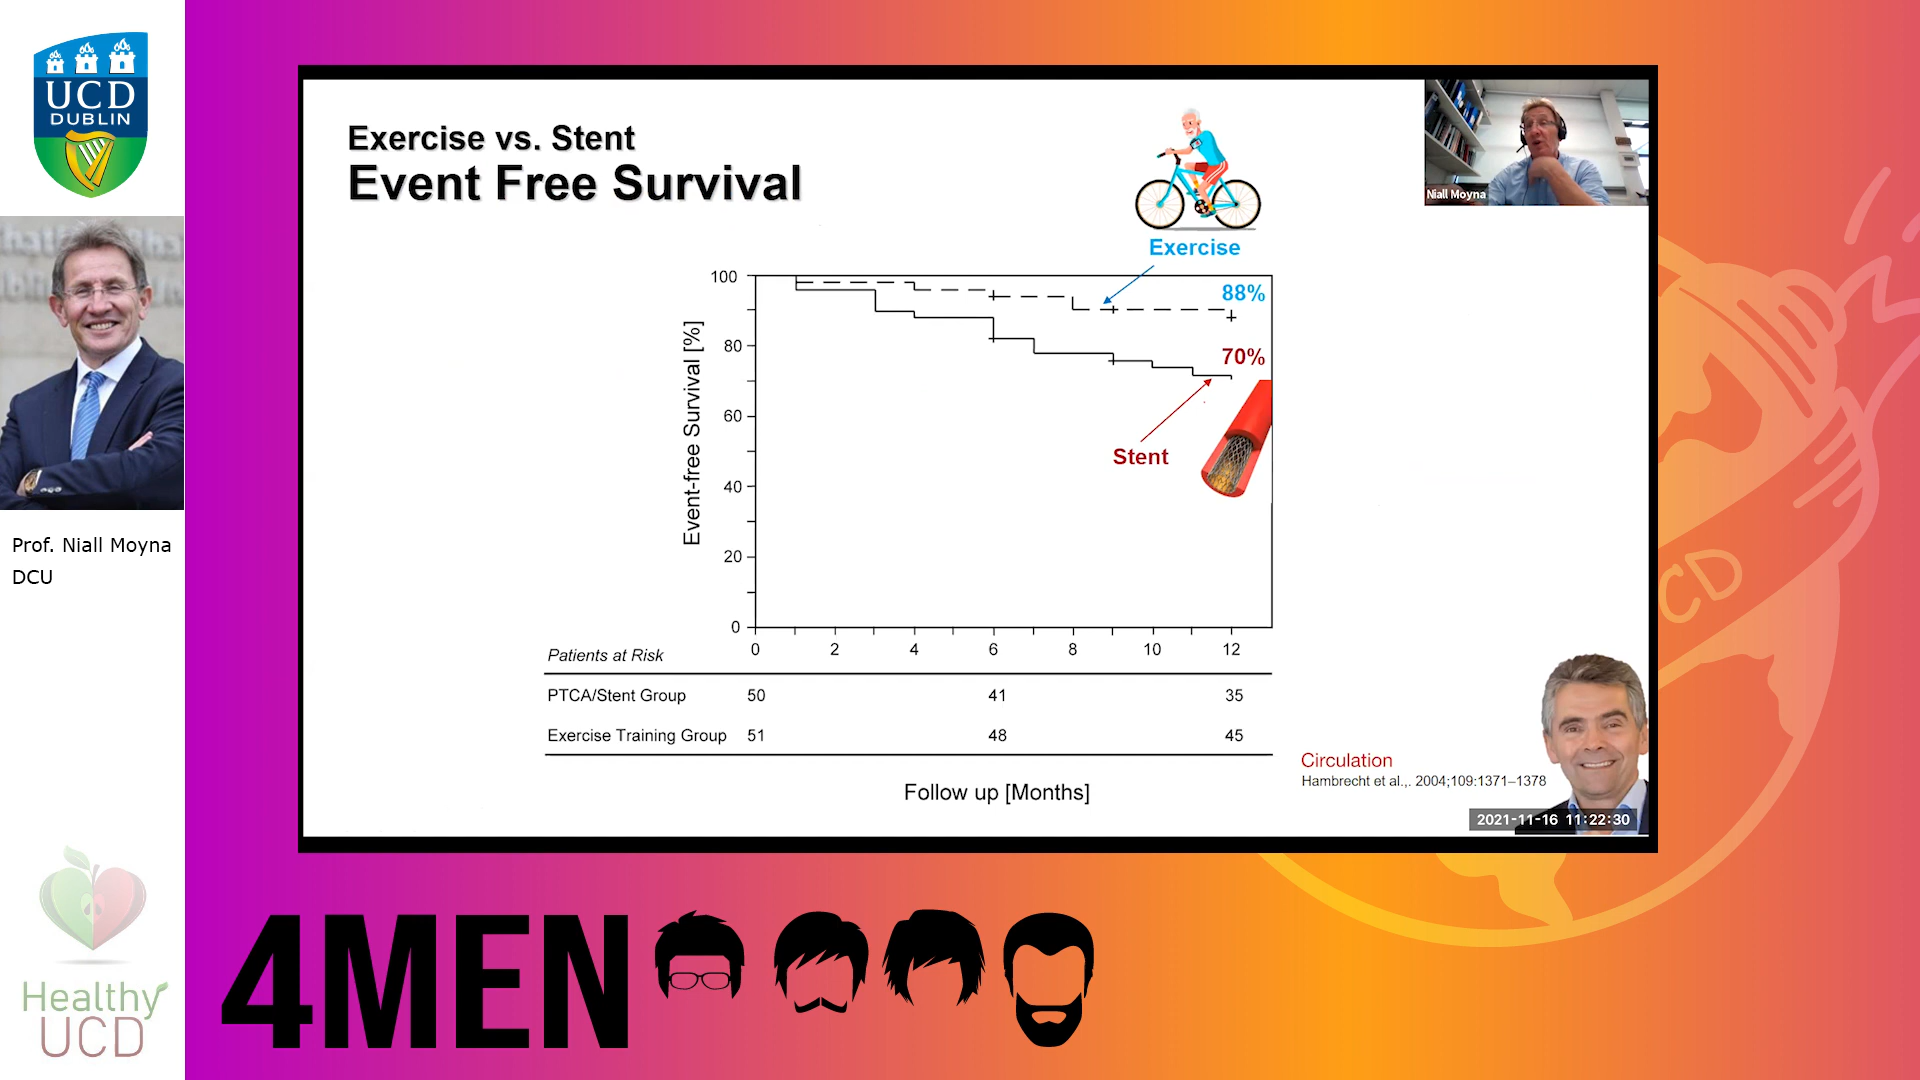 UCD
DUBLIN
Prof. Niall Moyna
DCU
Healthy
UCD
Exercise vs. Stent
Event Free Survival
Niall Moyna
Exercise
88%
70%
Stent
Event-free Survival [%]
100
80
60
40
20
0
0 2 4 6 8 10 12
Patients at Risk
PTCA/Stent Group 50 41 35
Exercise Training Group 51 48 45
Follow up [Months]
Circulation
Hambrecht et al.,. 2004;109:1371–1378
2021-11-16 11:22:30
4MEN